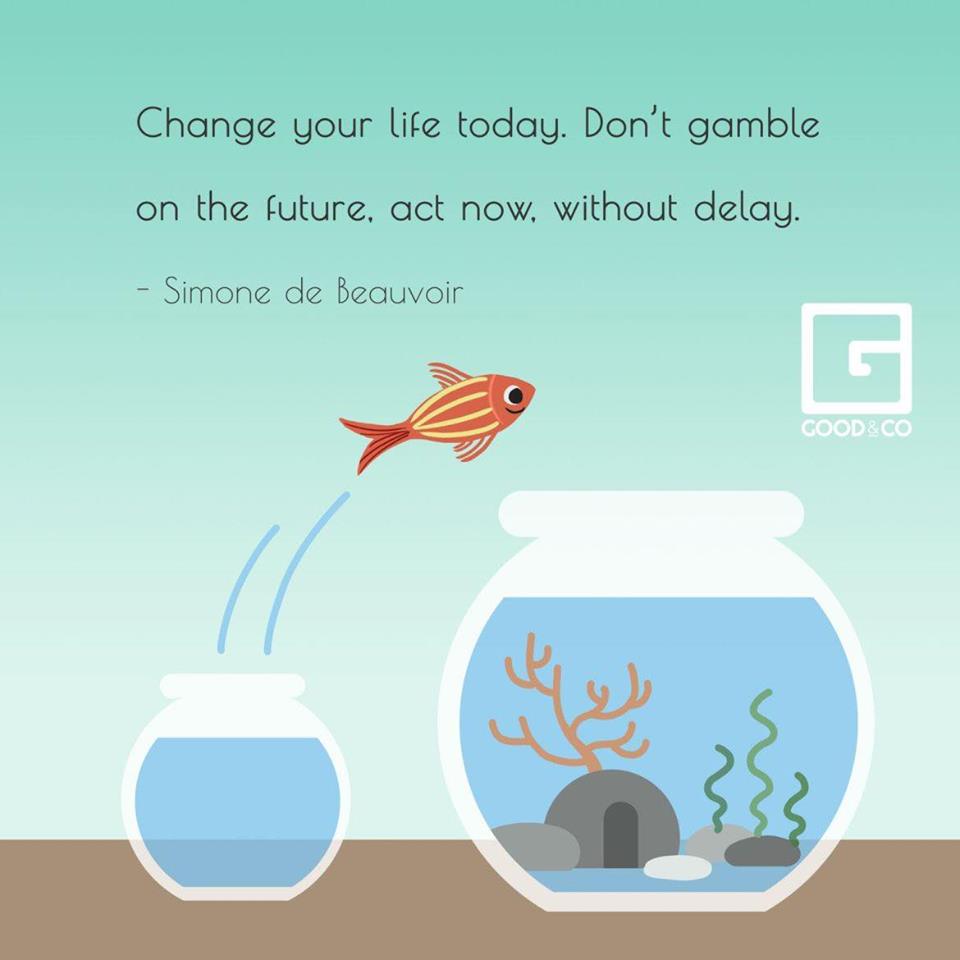 Change your life today. Don't gamble
on the future, act now, without delay.
- Simone de Beauvoir
G
GOOD&CO